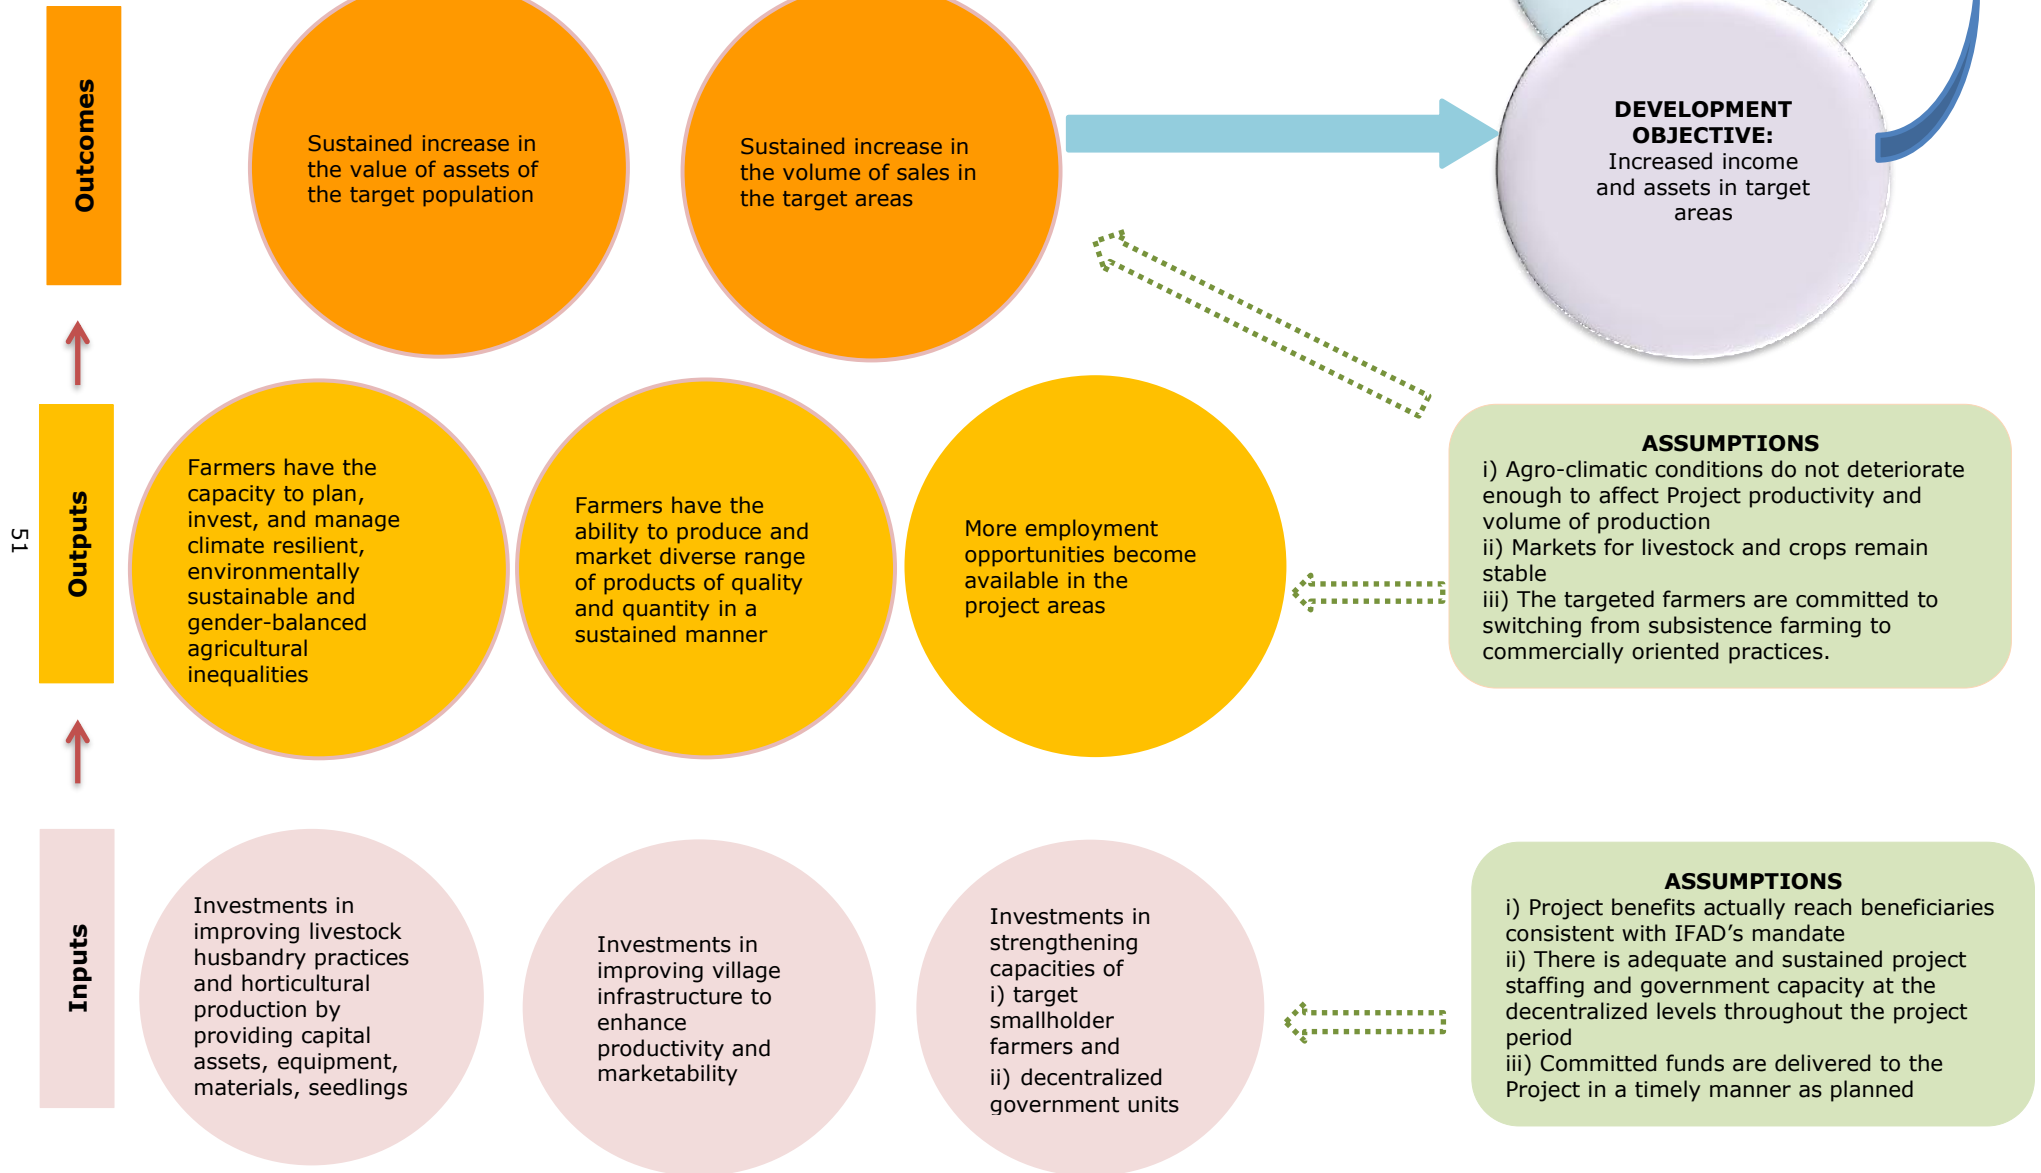 Outcomes
Sustained increase in
the value of assets of
the target population
Sustained increase in
the volume of sales in
the target areas
DEVELOPMENT
OBJECTIVE:
Increased income
and assets in target
areas
51
Outputs
Farmers have the
capacity to plan,
invest, and manage
climate resilient,
environmentally
sustainable and
gender-balanced
agricultural
inequalities
Farmers have the
ability to produce and
market diverse range
of products of quality
and quantity in a
sustained manner
More employment
opportunities become
available in the
project areas
ASSUMPTIONS
i) Agro-climatic conditions do not deteriorate
enough to affect Project productivity and
volume of production
ii) Markets for livestock and crops remain
stable
iii) The targeted farmers are committed to
switching from subsistence farming to
commercially oriented practices.
Inputs
Investments in
improving livestock
husbandry practices
and horticultural
production by
providing capital
assets, equipment,
materials, seedlings
Investments in
improving village
infrastructure to
enhance
productivity and
marketability
Investments in
strengthening
capacities of
i) target
smallholder
farmers and
ii) decentralized
government units
ASSUMPTIONS
i) Project benefits actually reach beneficiaries
consistent with IFAD’s mandate
ii) There is adequate and sustained project
staffing and government capacity at the
decentralized levels throughout the project
period
iii) Committed funds are delivered to the
Project in a timely manner as planned